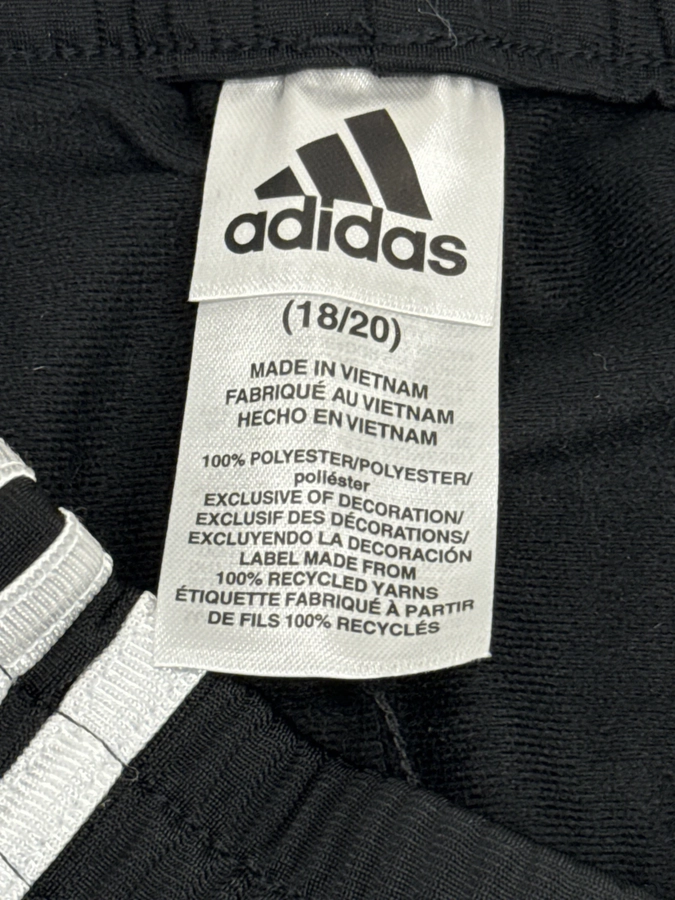 adidas
(18/20)
MADE IN VIETNAM
FABRIQUÉ AU VIETNAM
HECHO EN VIETNAM
100% POLYESTER/POLYESTER/
poliéster
EXCLUSIVE OF DECORATION/
EXCLUSIF DES DÉCORATIONS/
EXCLUYENDO LA DECORACIÓN
LABEL MADE FROM
100% RECYCLED YARNS
ÉTIQUETTE FABRIQUÉ À PARTIR
DE FILS 100% RECYCLÉS